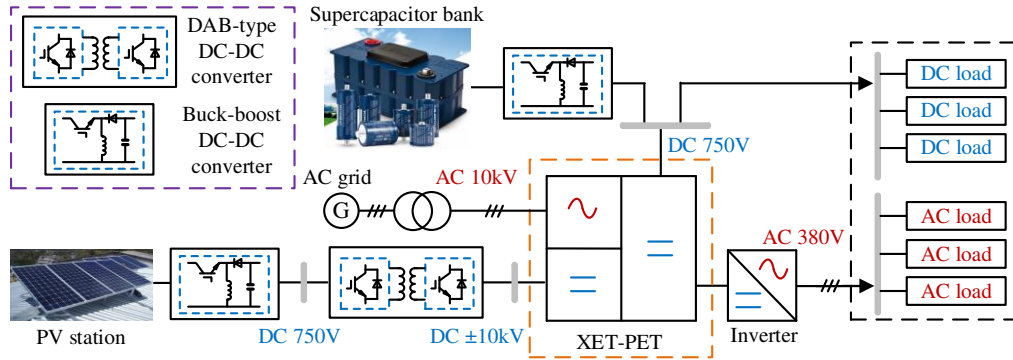 DAB-type
DC-DC
converter
Buck-boost
DC-DC
converter
Supercapacitor bank
DC 750V
DC load
DC load
DC load
AC grid
G
AC 10kV
AC 380V
AC load
AC load
AC load
PV station
DC 750V
DC ±10kV
XET-PET
Inverter